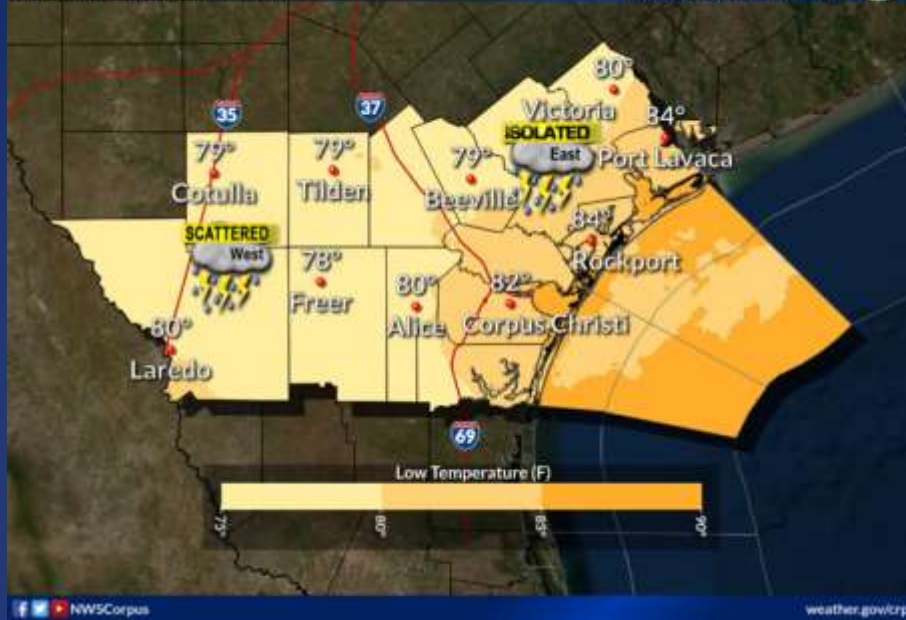 80°
Victoria
35
37
84°
ISOLATED
East
Port Lavaca
79°
Cotulla
79°
Tilden
79°
Beeville
84°
Rockport
SCATTERED
West
78°
Freer
80°
Alice
82°
Corpus Christi
80°
Laredo
69
Low Temperature (F)
75°
80°
85°
90°
NWSCorpus
weather.gov/crp